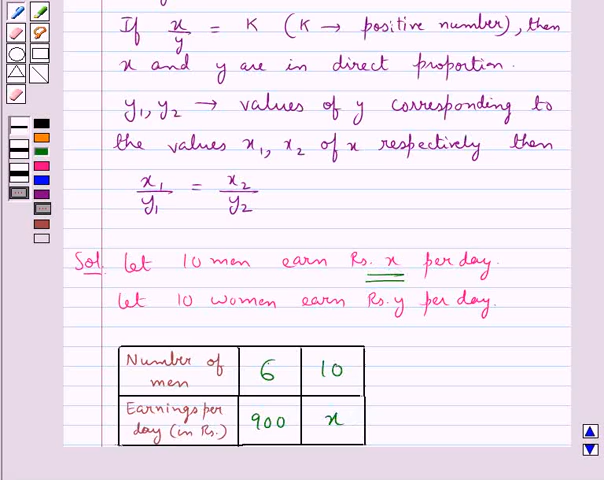 If x/y = K (K → positive number), then
x and y are in direct proportion.
y₁, y₂ → values of y corresponding to
the values x₁, x₂ of x respectively then
x₁/y₁ = x₂/y₂
Sol. Let 10 men earn Rs. x per day.
Let 10 women earn Rs. y per day.
Number of men 6 10
Earnings per day (in Rs.) 900 x